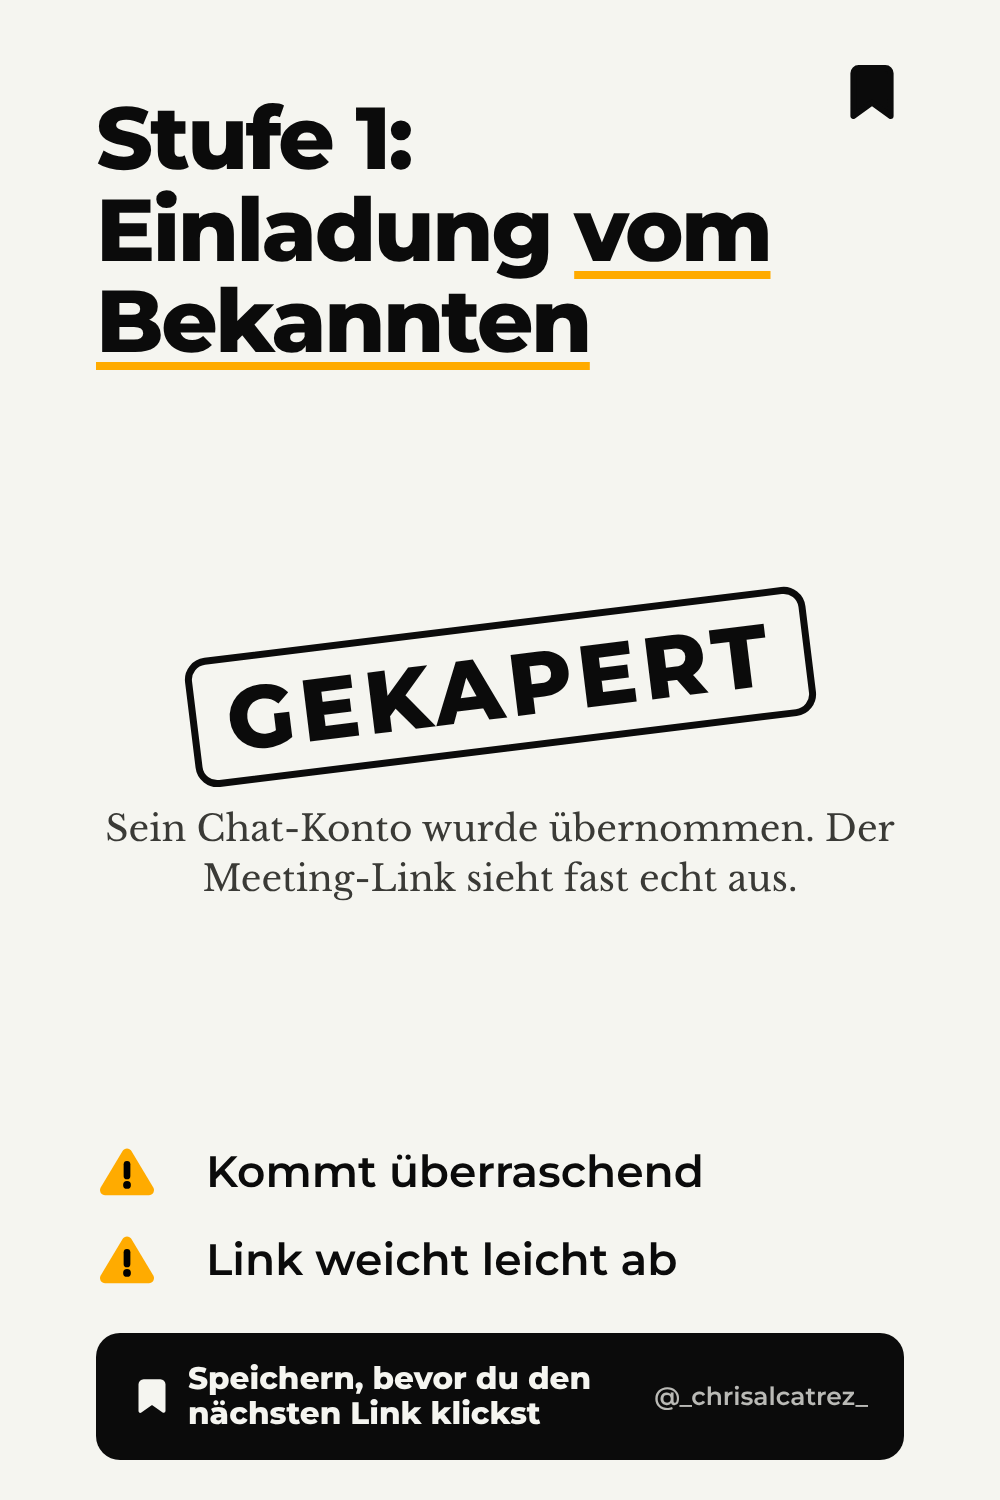 Stufe 1:
Einladung vom
Bekannten
GEKAPERT
Sein Chat-Konto wurde übernommen. Der
Meeting-Link sieht fast echt aus.
Kommt überraschend
Link weicht leicht ab
Speichern, bevor du den
nächsten Link klickst
@_chrisalcatrez_